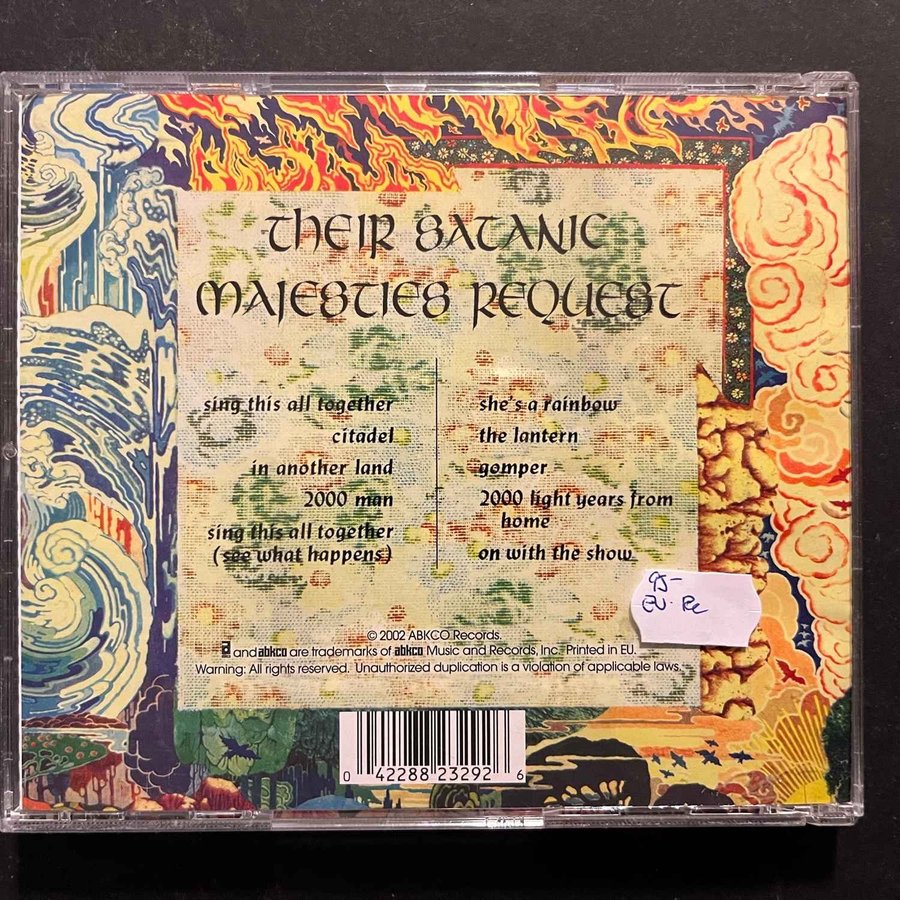 Their Satanic
Majesties Request
sing this all together
citadel
in another land
2000 man
sing this all together
(see what happens)
she's a rainbow
the lantern
gomper
2000 light years from
home
on with the show
95-
EU-Re
© 2002 ABKCO Records.
a and abkco are trademarks of abkco Music and Records, Inc. Printed in EU.
Warning: All rights reserved. Unauthorized duplication is a violation of applicable laws.
0 42288 23292 6